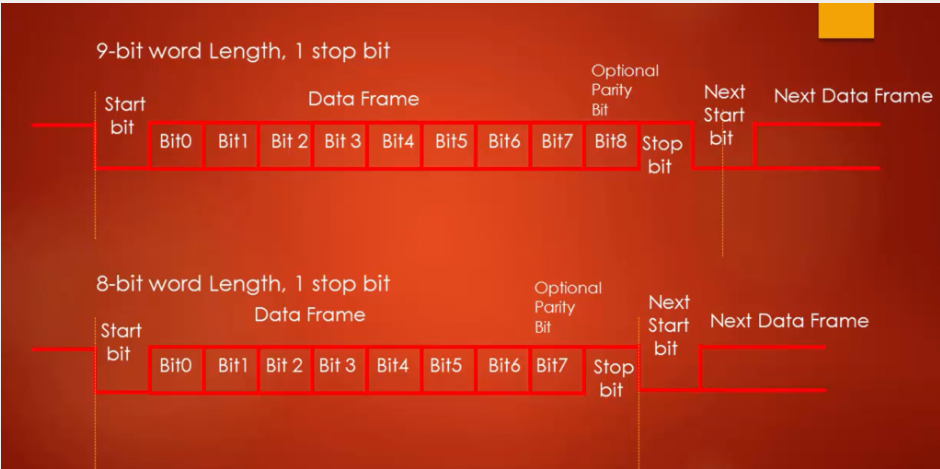 9-bit word Length, 1 stop bit
Optional
Parity
Bit
Start
bit
Data Frame
Next
Start
bit
Next Data Frame
Bit0 Bit1 Bit 2 Bit 3 Bit4 Bit5 Bit6 Bit7 Bit8 Stop
bit
8-bit word Length, 1 stop bit
Optional
Parity
Bit
Start
bit
Data Frame
Next
Start
bit
Next Data Frame
Bit0 Bit1 Bit 2 Bit 3 Bit4 Bit5 Bit6 Bit7 Stop
bit